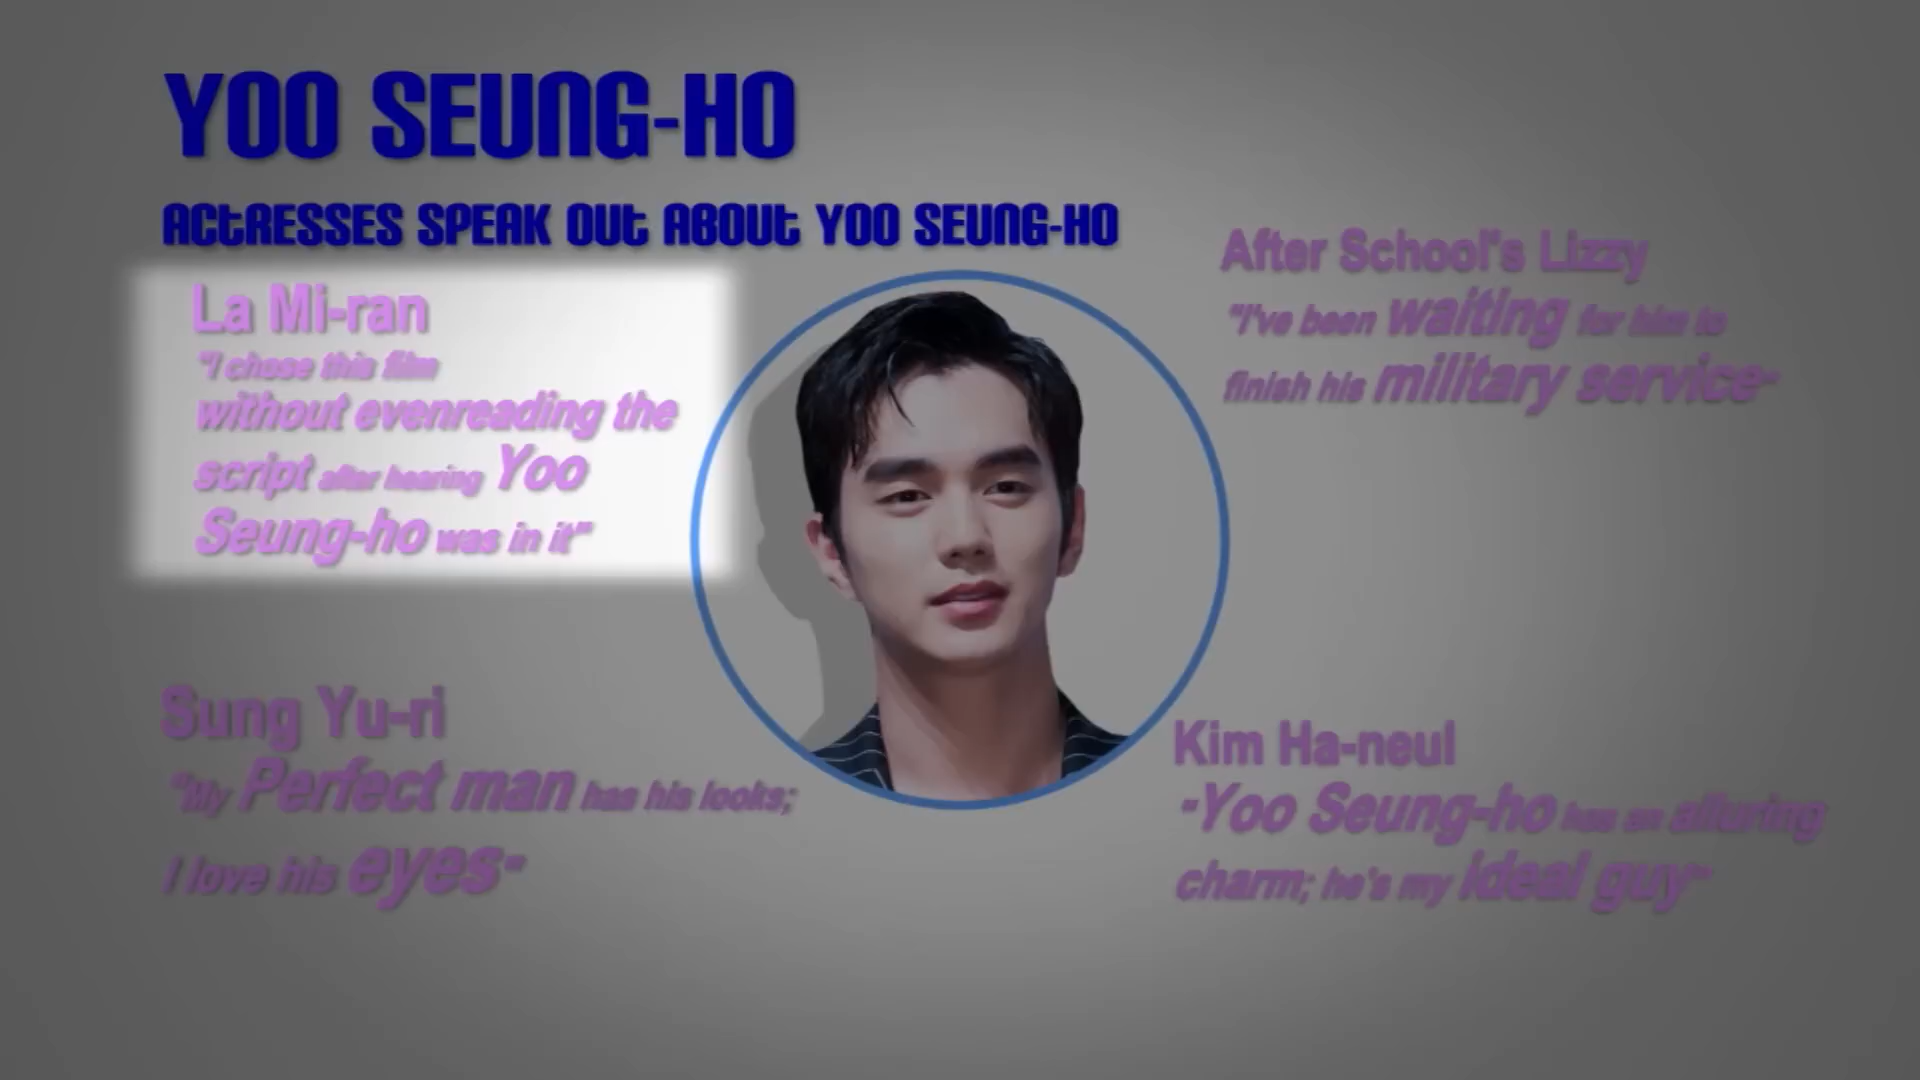 YOO SEUNG-HO
ACTRESSES SPEAK OUT ABOUT YOO SEUNG-HO
La Mi-ran
"I chose this film
without evenreading the
script after hearing Yoo
Seung-ho was in it"
After School's Lizzy
"I've been waiting for him to
finish his military service"
Sung Yu-ri
"My Perfect man has his looks;
I love his eyes"
Kim Ha-neul
"Yoo Seung-ho has an alluring
charm; he's my ideal guy"